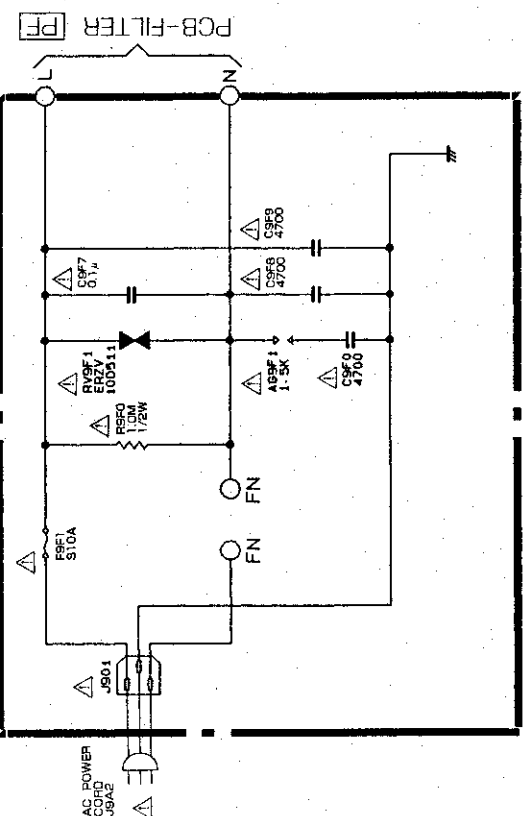 PCB-FILTER PF
L
N
C9F9
4700
C9F7
0.1μ
C9F8
4700
RV9F1
ERZV
10D511
AG9F1
1.5K
C9F0
4700
R9F0
1.0M
1/2W
FN
FN
F9F1
S10A
J901
AC POWER
CORD
J9A2